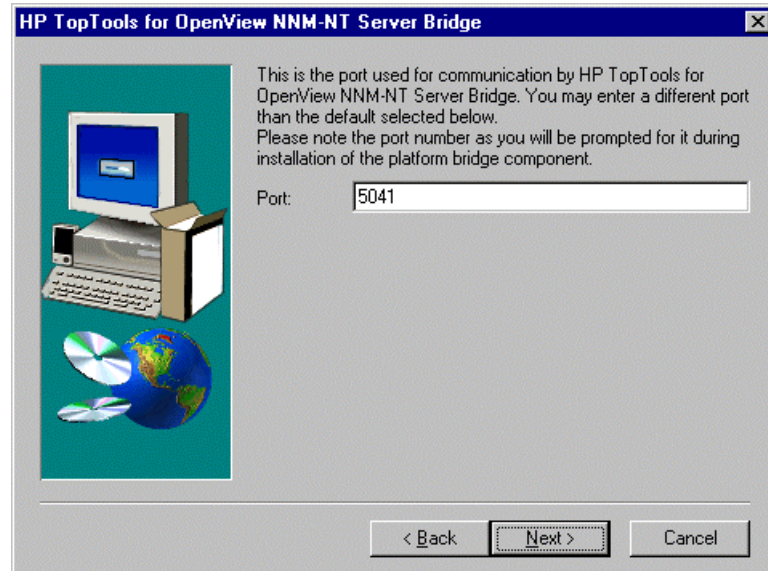 HP TopTools for OpenView NNM-NT Server Bridge
This is the port used for communication by HP TopTools for
OpenView NNM-NT Server Bridge. You may enter a different port
than the default selected below.
Please note the port number as you will be prompted for it during
installation of the platform bridge component.
Port: 5041
< Back Next > Cancel